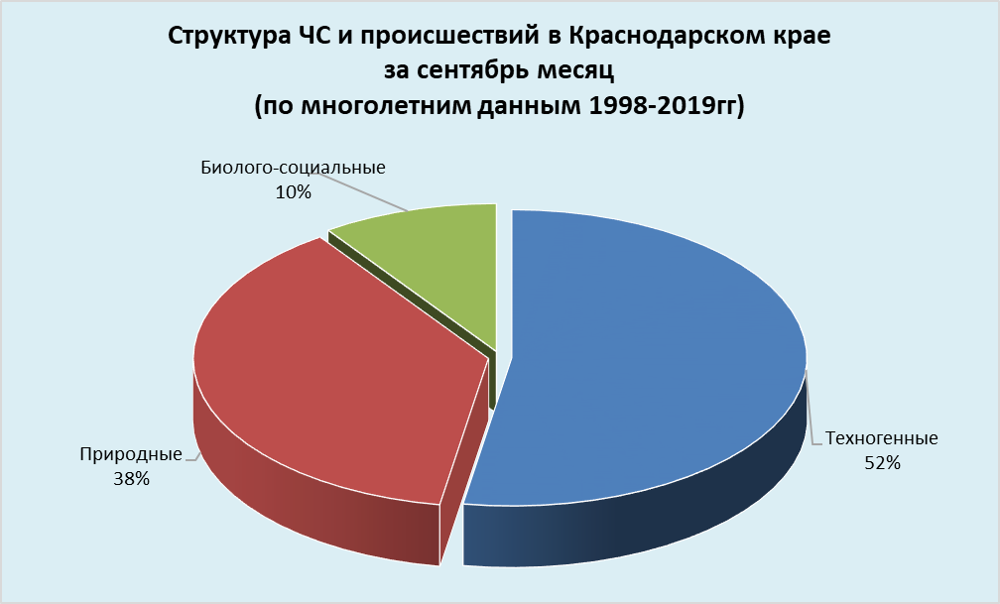 Структура ЧС и происшествий в Краснодарском крае
за сентябрь месяц
(по многолетним данным 1998-2019гг)
Биолого-социальные
10%
Техногенные
52%
Природные
38%